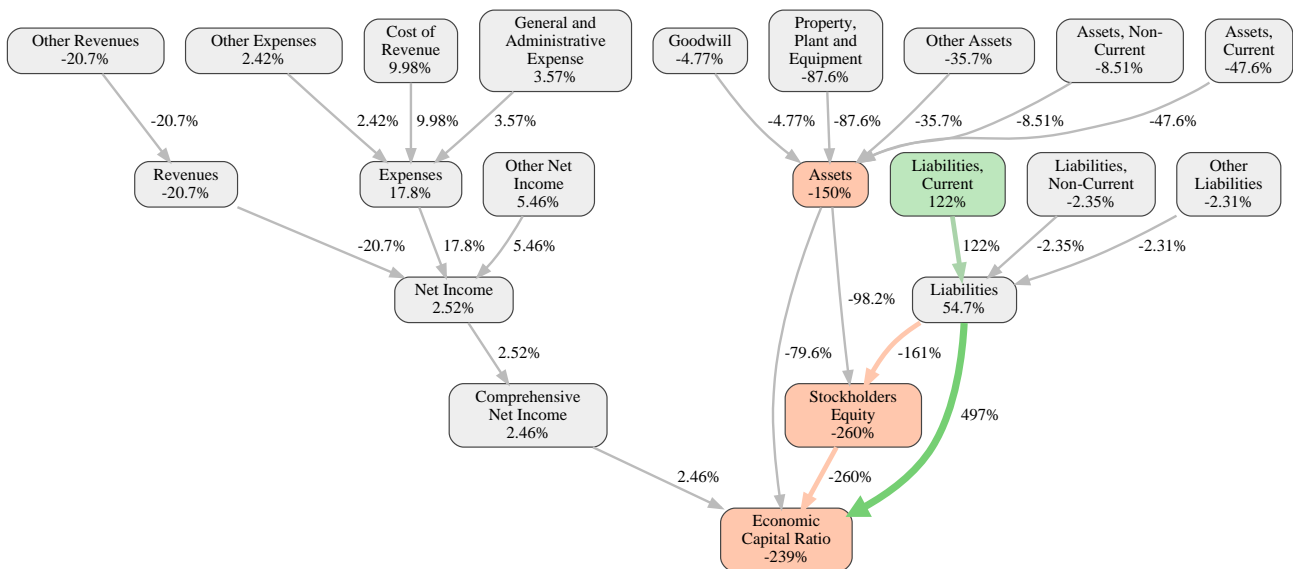 Other Revenues
-20.7%
Other Expenses
2.42%
Cost of
Revenue
9.98%
General and
Administrative
Expense
3.57%
Goodwill
-4.77%
Property,
Plant and
Equipment
-87.6%
Other Assets
-35.7%
Assets, Non-
Current
-8.51%
Assets,
Current
-47.6%
-20.7%
2.42%
9.98%
3.57%
-4.77%
-87.6%
-35.7%
-8.51%
-47.6%
Revenues
-20.7%
Expenses
17.8%
Other Net
Income
5.46%
Assets
-150%
Liabilities,
Current
122%
Liabilities,
Non-Current
-2.35%
Other
Liabilities
-2.31%
-20.7%
17.8%
5.46%
122%
-2.35%
-2.31%
Net Income
2.52%
-98.2%
Liabilities
54.7%
2.52%
-79.6%
-161%
Comprehensive
Net Income
2.46%
Stockholders
Equity
-260%
497%
2.46%
-260%
Economic
Capital Ratio
-239%